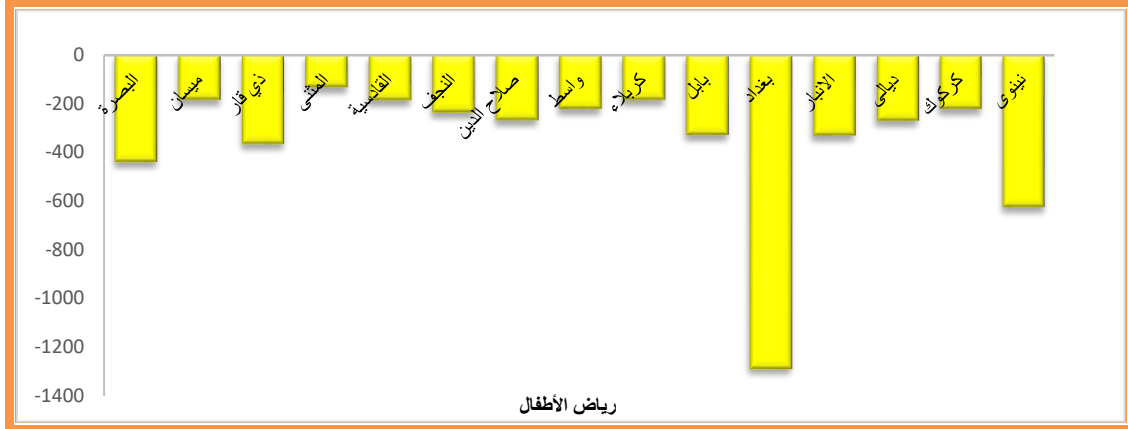 0
-200
-400
-600
-800
-1000
-1200
-1400
البصرة
ميسان
ذي قار
المثنى
القادسية
النجف
صلاح الدين
واسط
كربلاء
بابل
بغداد
الانبار
ديالى
كركوك
نينوى
رياض الأطفال